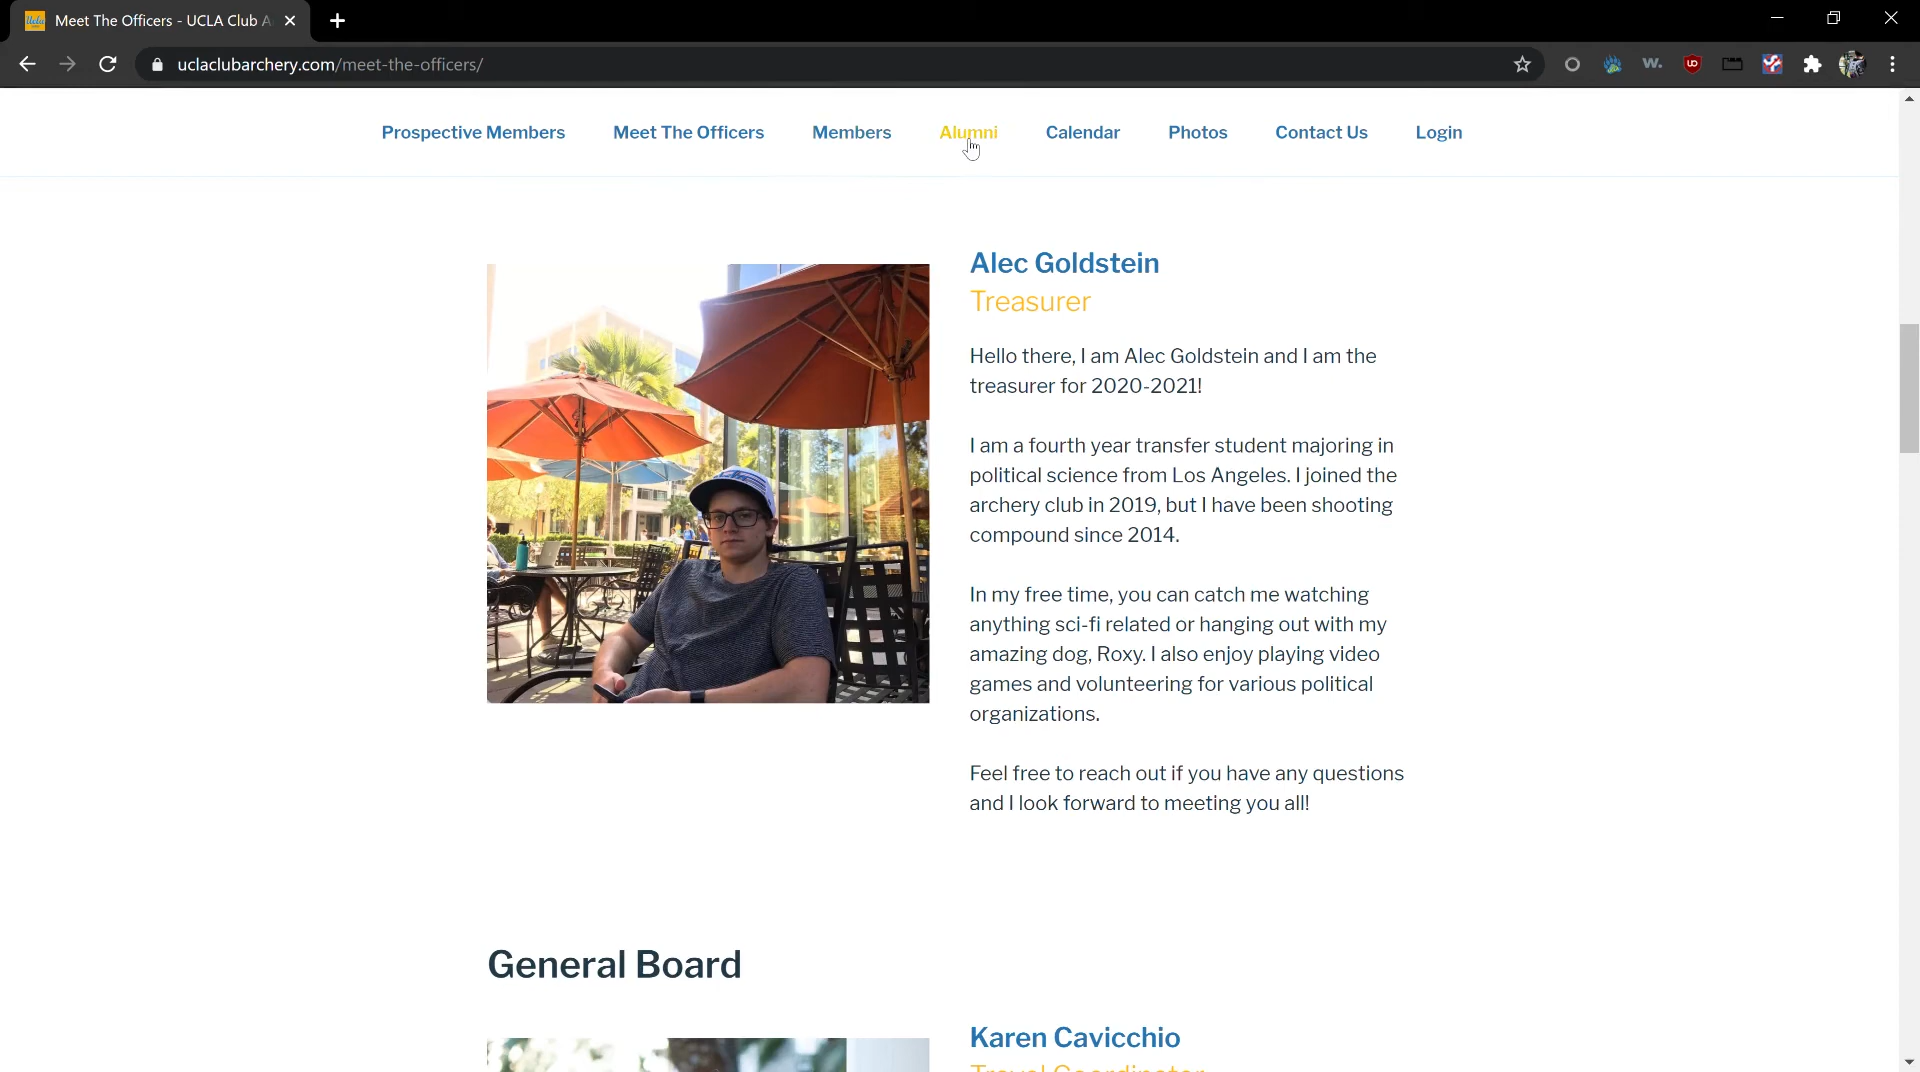 Meet The Officers - UCLA Club A
uclaclubarchery.com/meet-the-officers/
Prospective Members Meet The Officers Members Alumni Calendar Photos Contact Us Login
Alec Goldstein
Treasurer
Hello there, I am Alec Goldstein and I am the
treasurer for 2020-2021!
I am a fourth year transfer student majoring in
political science from Los Angeles. I joined the
archery club in 2019, but I have been shooting
compound since 2014.
In my free time, you can catch me watching
anything sci-fi related or hanging out with my
amazing dog, Roxy. I also enjoy playing video
games and volunteering for various political
organizations.
Feel free to reach out if you have any questions
and I look forward to meeting you all!
General Board
Karen Cavicchio
Travel Coordinator